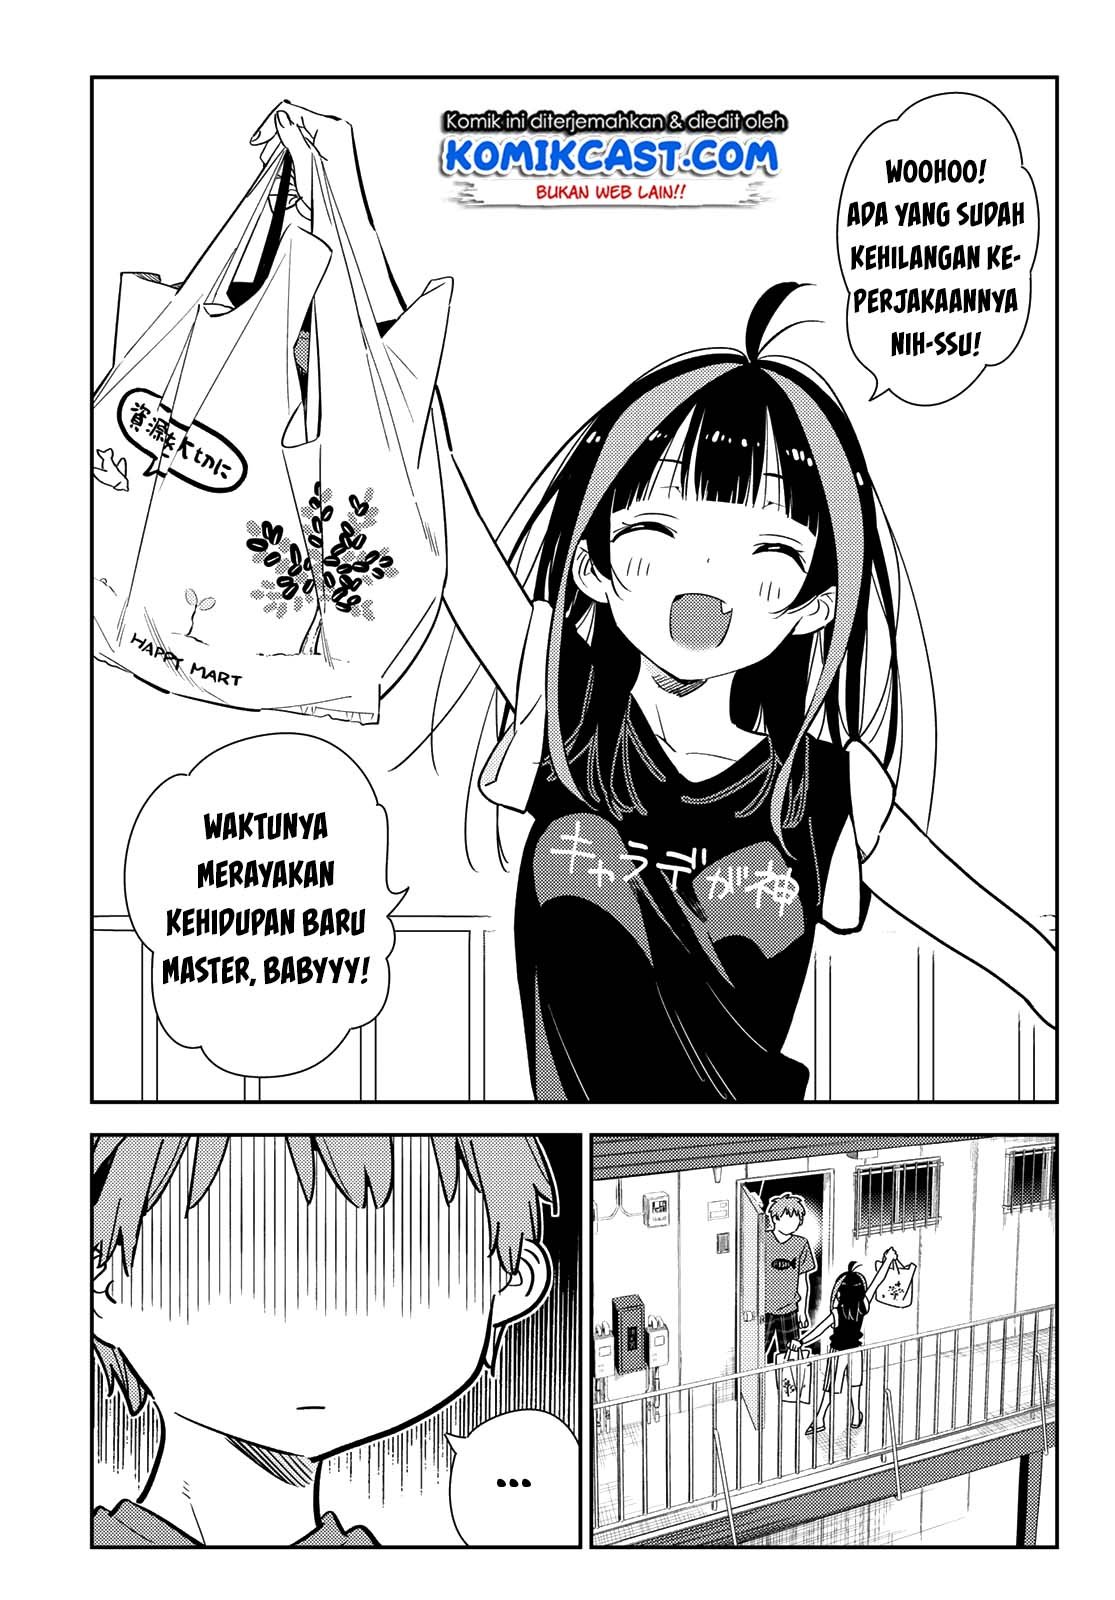 Komik ini diterjemahkan & diedit oleh
KOMIKCAST.COM
BUKAN WEB LAIN!!
WOOHOO!
ADA YANG SUDAH
KEHILANGAN KE-
PERJAKAANNYA
NIH-SSU!
資源を大切に
HAPPY MART
キャラデが神
WAKTUNYA
MERAYAKAN
KEHIDUPAN BARU
MASTER, BABYYY!
...